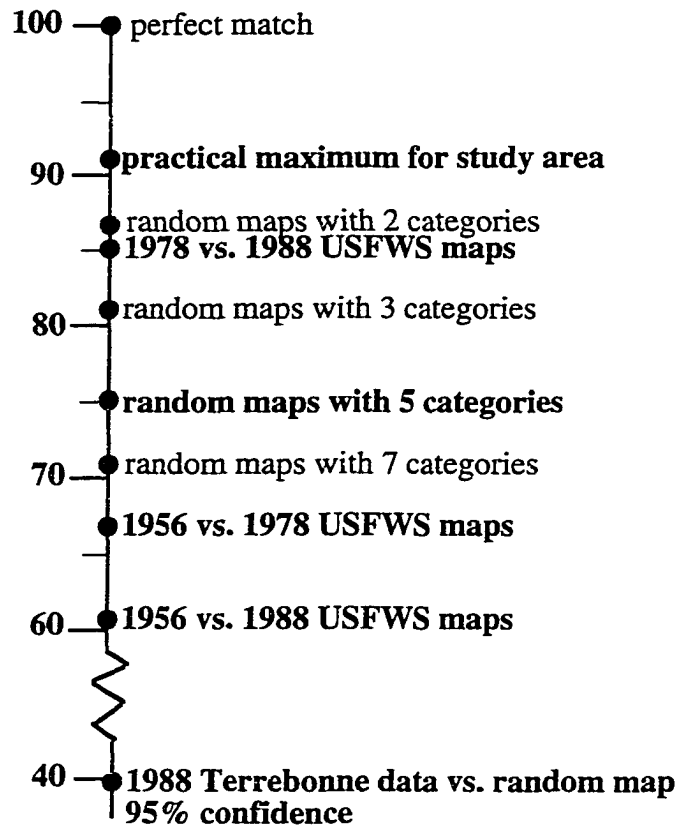 100 perfect match
practical maximum for study area
90
random maps with 2 categories
1978 vs. 1988 USFWS maps
random maps with 3 categories
80
random maps with 5 categories
random maps with 7 categories
70
1956 vs. 1978 USFWS maps
1956 vs. 1988 USFWS maps
60
40 1988 Terrebonne data vs. random map
95% confidence